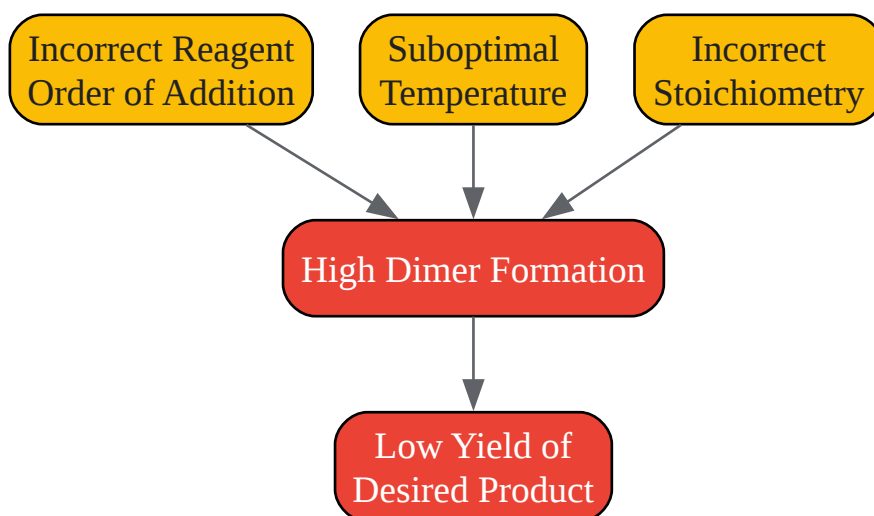 Incorrect Reagent
Order of Addition
Suboptimal
Temperature
Incorrect
Stoichiometry
High Dimer Formation
Low Yield of
Desired Product